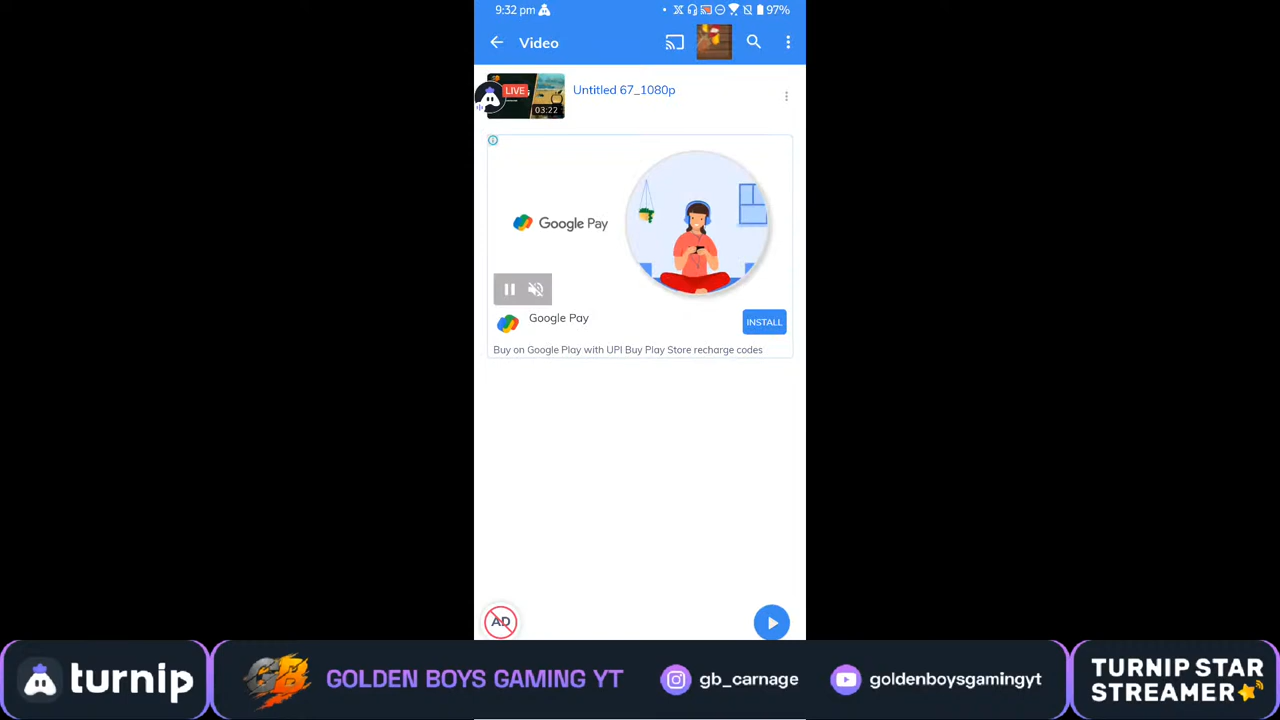 9:32 pm
97%
Video
LIVE
03:22
Untitled 67_1080p
Google Pay
Google Pay
INSTALL
Buy on Google Play with UPI Buy Play Store recharge codes
AD
turnip
GB
GOLDEN BOYS GAMING YT
gb_carnage
goldenboysgamingyt
TURNIP STAR
STREAMER